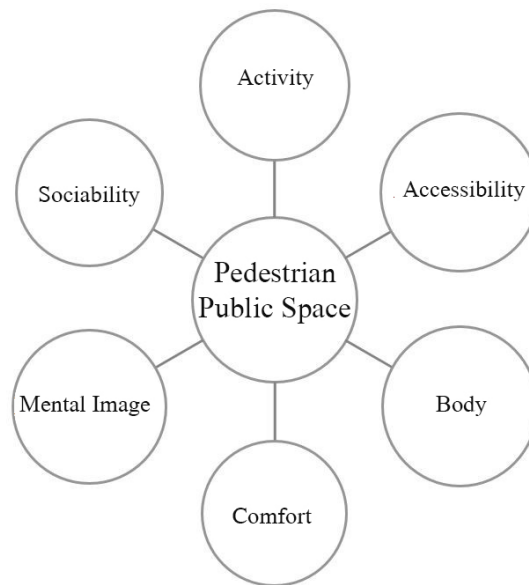 Activity
Sociability
Accessibility
Pedestrian
Public Space
Mental Image
Body
Comfort